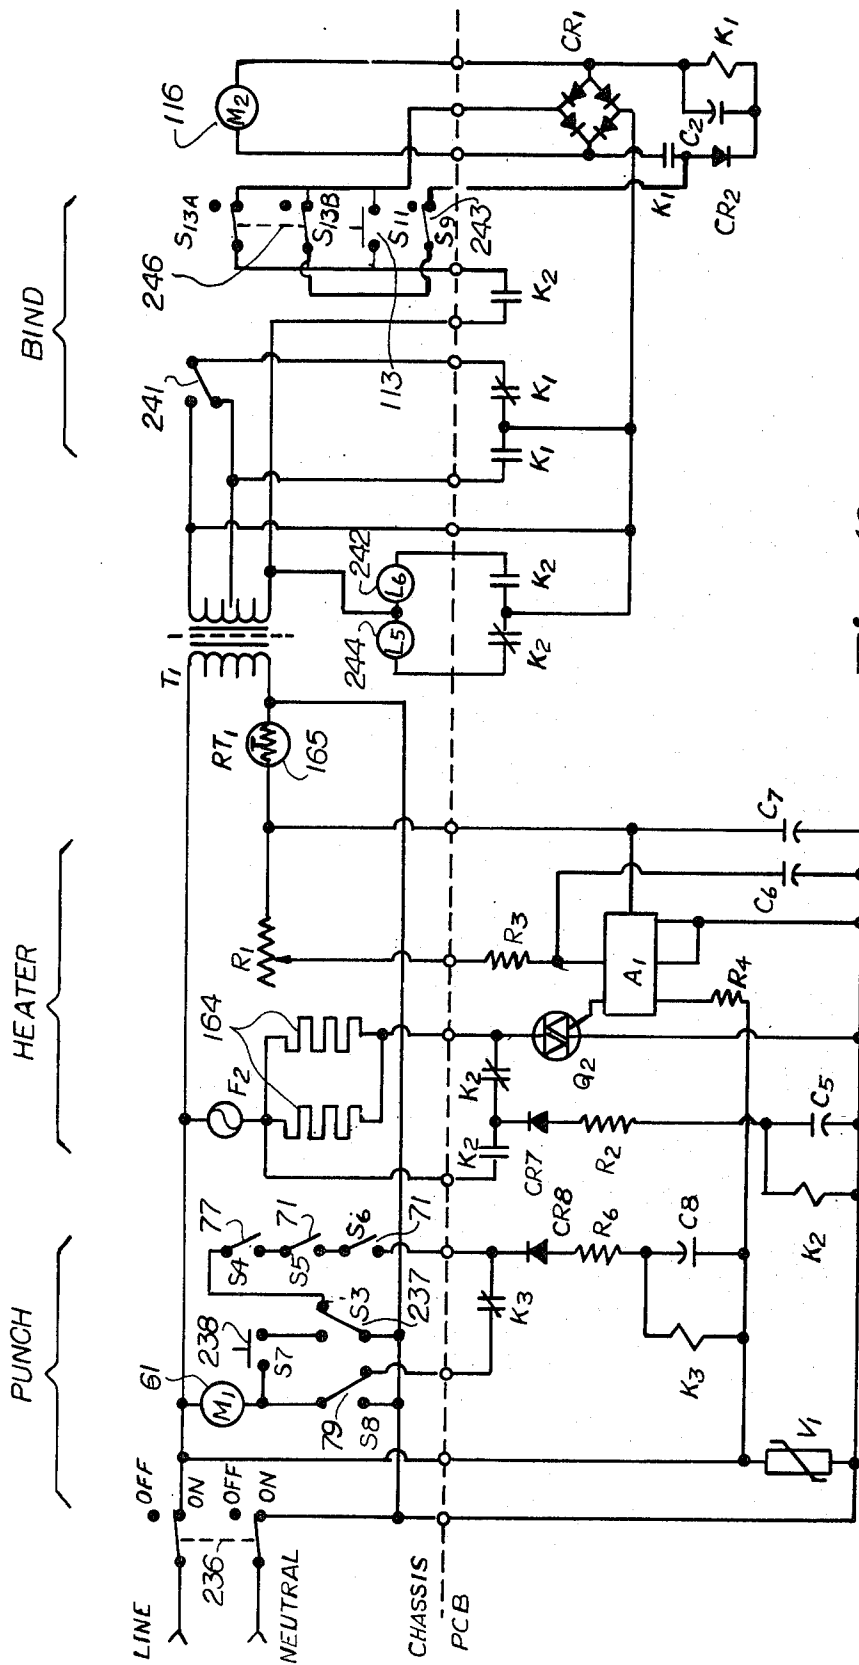 PUNCH
HEATER
BIND
LINE
OFF
ON
OFF
ON
236
NEUTRAL
61
M1
238
S7
79
S8
S3
237
77
S4
71
S5
S6
71
F2
164
R1
RT1
165
T1
244
L5
242
L6
241
246
S13A
S13B
113
S11
S9
243
116
M2
CHASSIS
PCB
K3
CR8
R6
C8
K3
V1
K2
K2
CR7
R2
C5
K2
Q2
R3
A1
R4
C6
C7
K2
K2
K1
K1
K2
CR1
K1
C2
K1
CR2